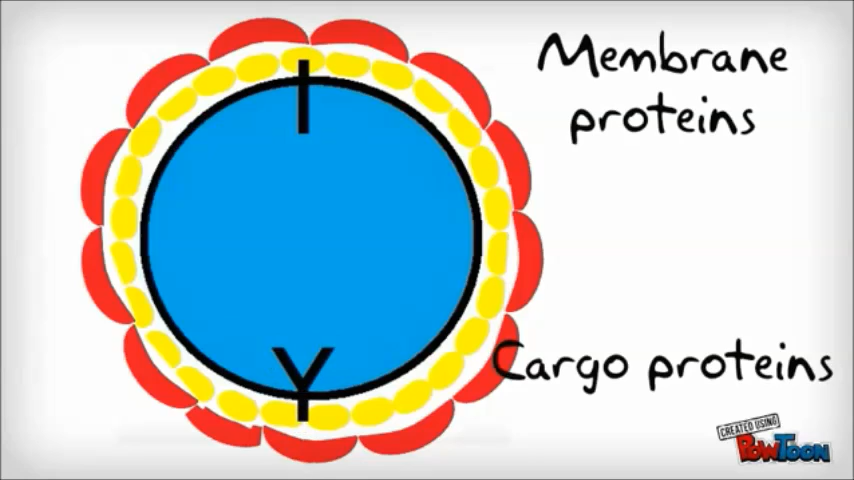 Membrane
proteins
Cargo proteins
CREATED USING
POWTOON